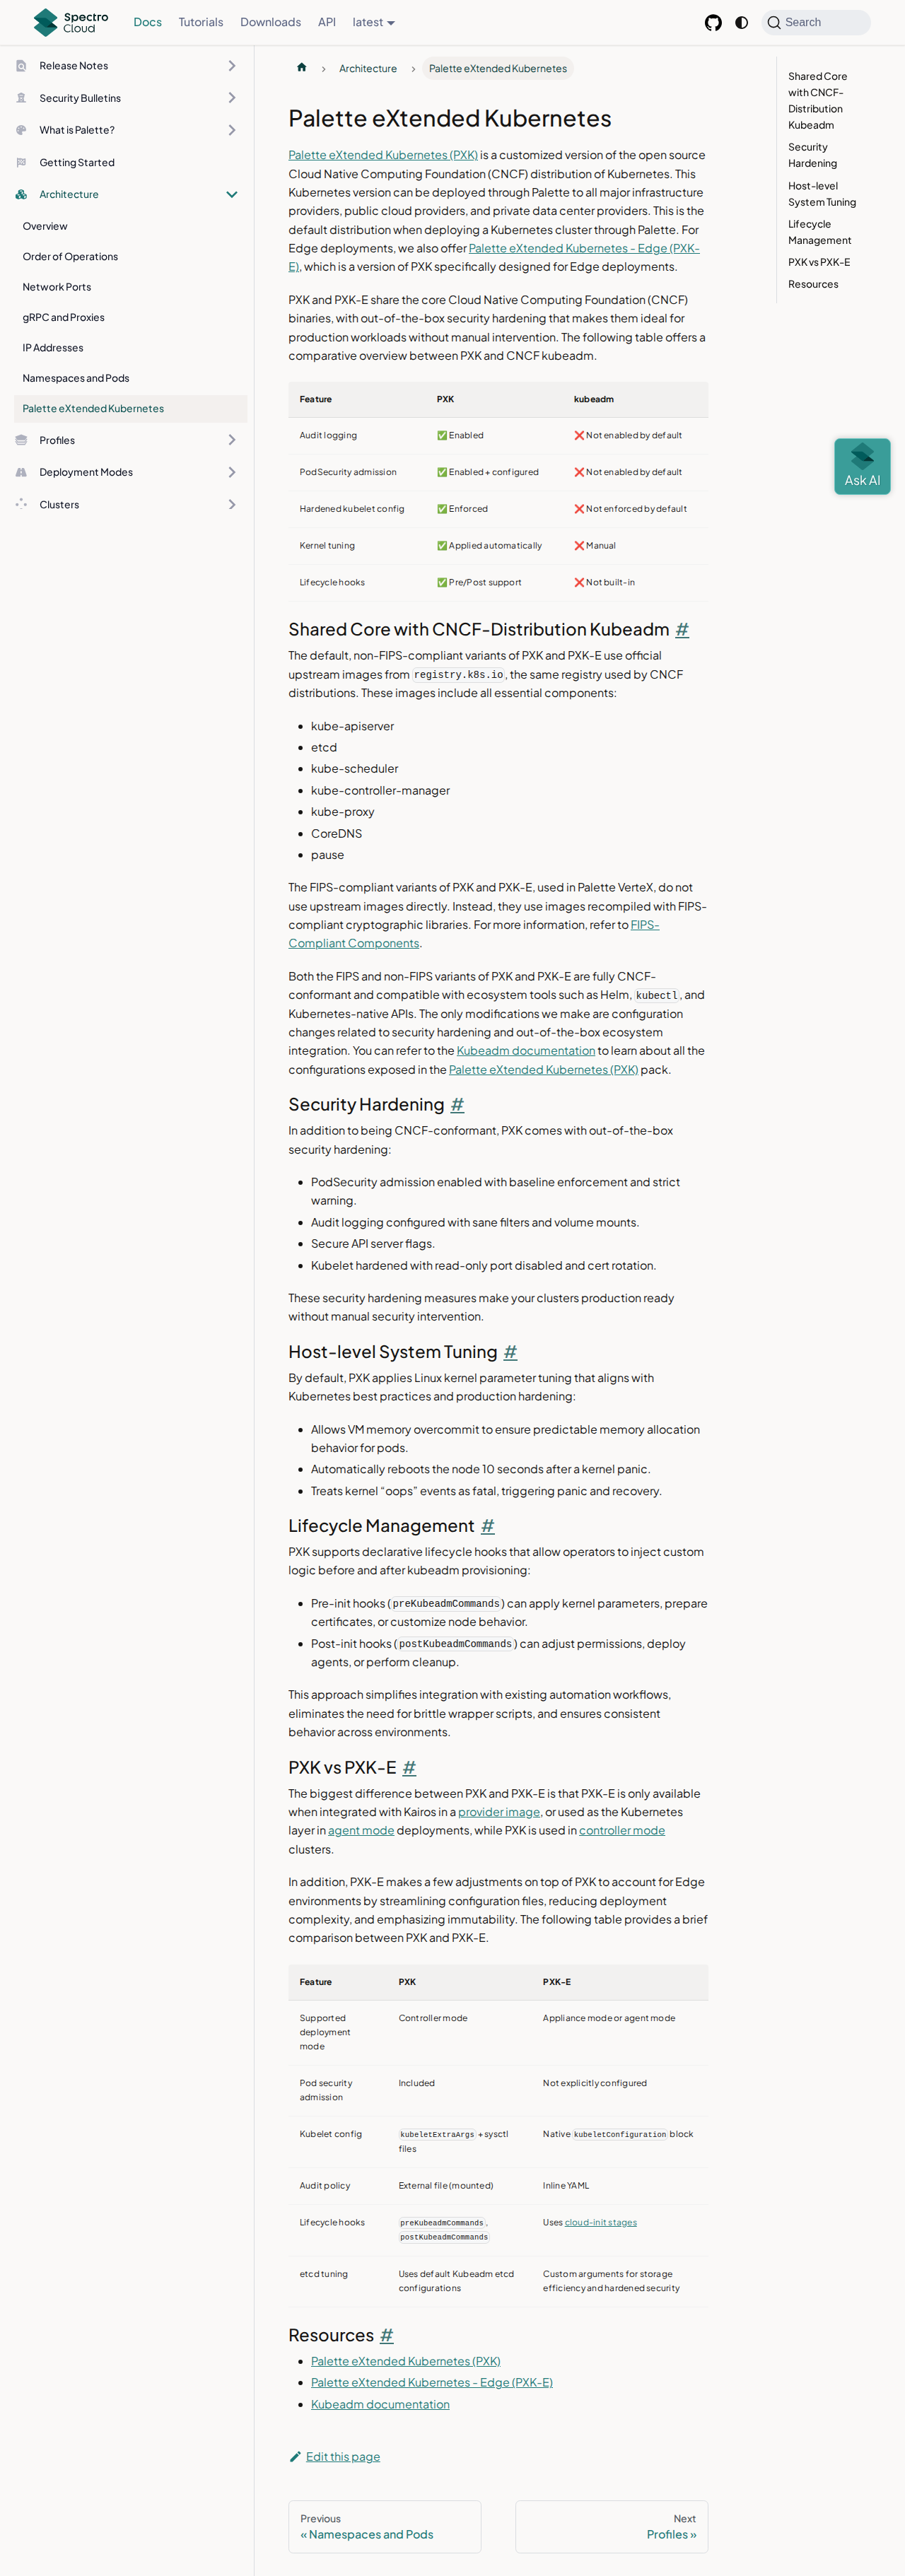 Spectro Cloud
Docs
Tutorials
Downloads
API
latest
Search
Release Notes
Security Bulletins
What is Palette?
Getting Started
Architecture
Overview
Order of Operations
Network Ports
gRPC and Proxies
IP Addresses
Namespaces and Pods
Palette eXtended Kubernetes
Profiles
Deployment Modes
Clusters
› Architecture › Palette eXtended Kubernetes
Palette eXtended Kubernetes
Palette eXtended Kubernetes (PXK) is a customized version of the open source
Cloud Native Computing Foundation (CNCF) distribution of Kubernetes. This
Kubernetes version can be deployed through Palette to all major infrastructure
providers, public cloud providers, and private data center providers. This is the
default distribution when deploying a Kubernetes cluster through Palette. For
Edge deployments, we also offer Palette eXtended Kubernetes - Edge (PXK-
E), which is a version of PXK specifically designed for Edge deployments.
PXK and PXK-E share the core Cloud Native Computing Foundation (CNCF)
binaries, with out-of-the-box security hardening that makes them ideal for
production workloads without manual intervention. The following table offers a
comparative overview between PXK and CNCF kubeadm.
Feature PXK kubeadm
Audit logging ✅ Enabled ❌ Not enabled by default
PodSecurity admission ✅ Enabled + configured ❌ Not enabled by default
Hardened kubelet config ✅ Enforced ❌ Not enforced by default
Kernel tuning ✅ Applied automatically ❌ Manual
Lifecycle hooks ✅ Pre/Post support ❌ Not built-in
Shared Core with CNCF-Distribution Kubeadm #
The default, non-FIPS-compliant variants of PXK and PXK-E use official
upstream images from registry.k8s.io, the same registry used by CNCF
distributions. These images include all essential components:
• kube-apiserver
• etcd
• kube-scheduler
• kube-controller-manager
• kube-proxy
• CoreDNS
• pause
The FIPS-compliant variants of PXK and PXK-E, used in Palette VerteX, do not
use upstream images directly. Instead, they use images recompiled with FIPS-
compliant cryptographic libraries. For more information, refer to FIPS-
Compliant Components.
Both the FIPS and non-FIPS variants of PXK and PXK-E are fully CNCF-
conformant and compatible with ecosystem tools such as Helm, kubectl, and
Kubernetes-native APIs. The only modifications we make are configuration
changes related to security hardening and out-of-the-box ecosystem
integration. You can refer to the Kubeadm documentation to learn about all the
configurations exposed in the Palette eXtended Kubernetes (PXK) pack.
Security Hardening #
In addition to being CNCF-conformant, PXK comes with out-of-the-box
security hardening:
• PodSecurity admission enabled with baseline enforcement and strict
warning.
• Audit logging configured with sane filters and volume mounts.
• Secure API server flags.
• Kubelet hardened with read-only port disabled and cert rotation.
These security hardening measures make your clusters production ready
without manual security intervention.
Host-level System Tuning #
By default, PXK applies Linux kernel parameter tuning that aligns with
Kubernetes best practices and production hardening:
• Allows VM memory overcommit to ensure predictable memory allocation
behavior for pods.
• Automatically reboots the node 10 seconds after a kernel panic.
• Treats kernel “oops” events as fatal, triggering panic and recovery.
Lifecycle Management #
PXK supports declarative lifecycle hooks that allow operators to inject custom
logic before and after kubeadm provisioning:
• Pre-init hooks (preKubeadmCommands) can apply kernel parameters, prepare
certificates, or customize node behavior.
• Post-init hooks (postKubeadmCommands) can adjust permissions, deploy
agents, or perform cleanup.
This approach simplifies integration with existing automation workflows,
eliminates the need for brittle wrapper scripts, and ensures consistent
behavior across environments.
PXK vs PXK-E #
The biggest difference between PXK and PXK-E is that PXK-E is only available
when integrated with Kairos in a provider image, or used as the Kubernetes
layer in agent mode deployments, while PXK is used in controller mode
clusters.
In addition, PXK-E makes a few adjustments on top of PXK to account for Edge
environments by streamlining configuration files, reducing deployment
complexity, and emphasizing immutability. The following table provides a brief
comparison between PXK and PXK-E.
Feature PXK PXK-E
Supported deployment mode Controller mode Appliance mode or agent mode
Pod security admission Included Not explicitly configured
Kubelet config kubeletExtraArgs + sysctl files Native kubeletConfiguration block
Audit policy External file (mounted) Inline YAML
Lifecycle hooks preKubeadmCommands, postKubeadmCommands Uses cloud-init stages
etcd tuning Uses default Kubeadm etcd configurations Custom arguments for storage efficiency and hardened security
Resources #
• Palette eXtended Kubernetes (PXK)
• Palette eXtended Kubernetes - Edge (PXK-E)
• Kubeadm documentation
Edit this page
Previous
« Namespaces and Pods
Next
Profiles »
Shared Core
with CNCF-
Distribution
Kubeadm
Security
Hardening
Host-level
System Tuning
Lifecycle
Management
PXK vs PXK-E
Resources
Ask AI